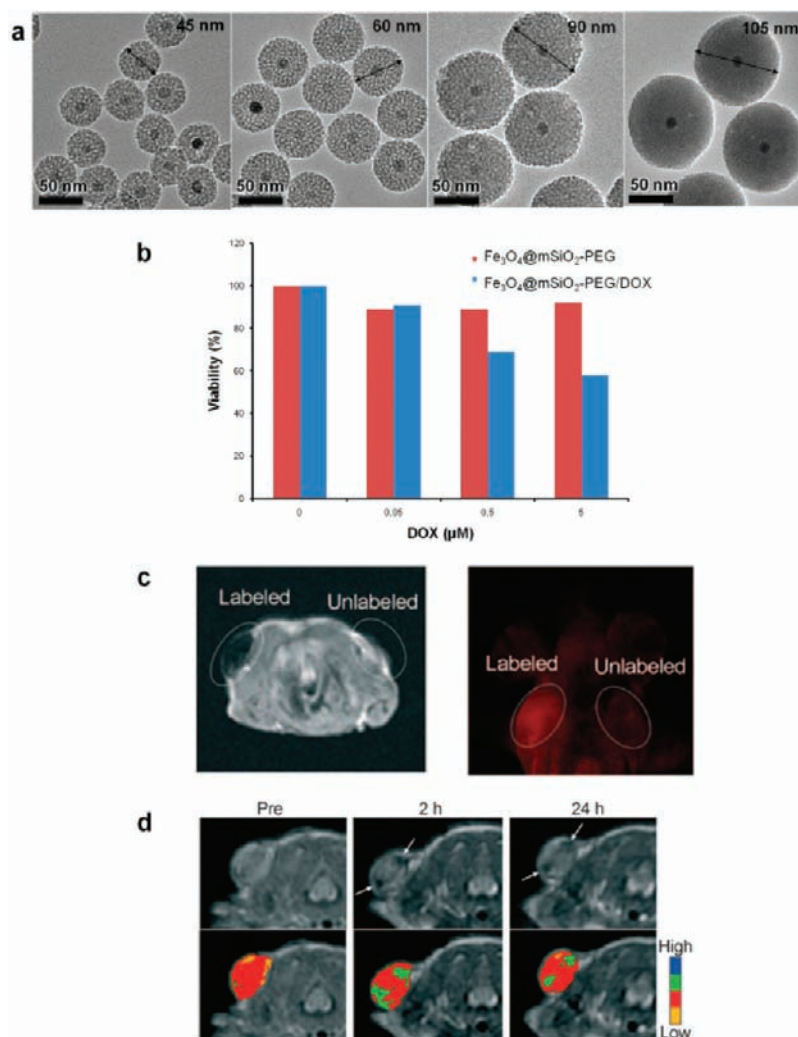 a
45 nm 60 nm 90 nm 105 nm
50 nm 50 nm 50 nm 50 nm
b
120
100
80
60
40
20
0
Viability (%)
Fe₃O₄@mSiO₂-PEG
Fe₃O₄@mSiO₂-PEG/DOX
0 0.05 0.5 5
DOX (µM)
c
Labeled Unlabeled
Labeled Unlabeled
d
Pre 2 h 24 h
High
Low